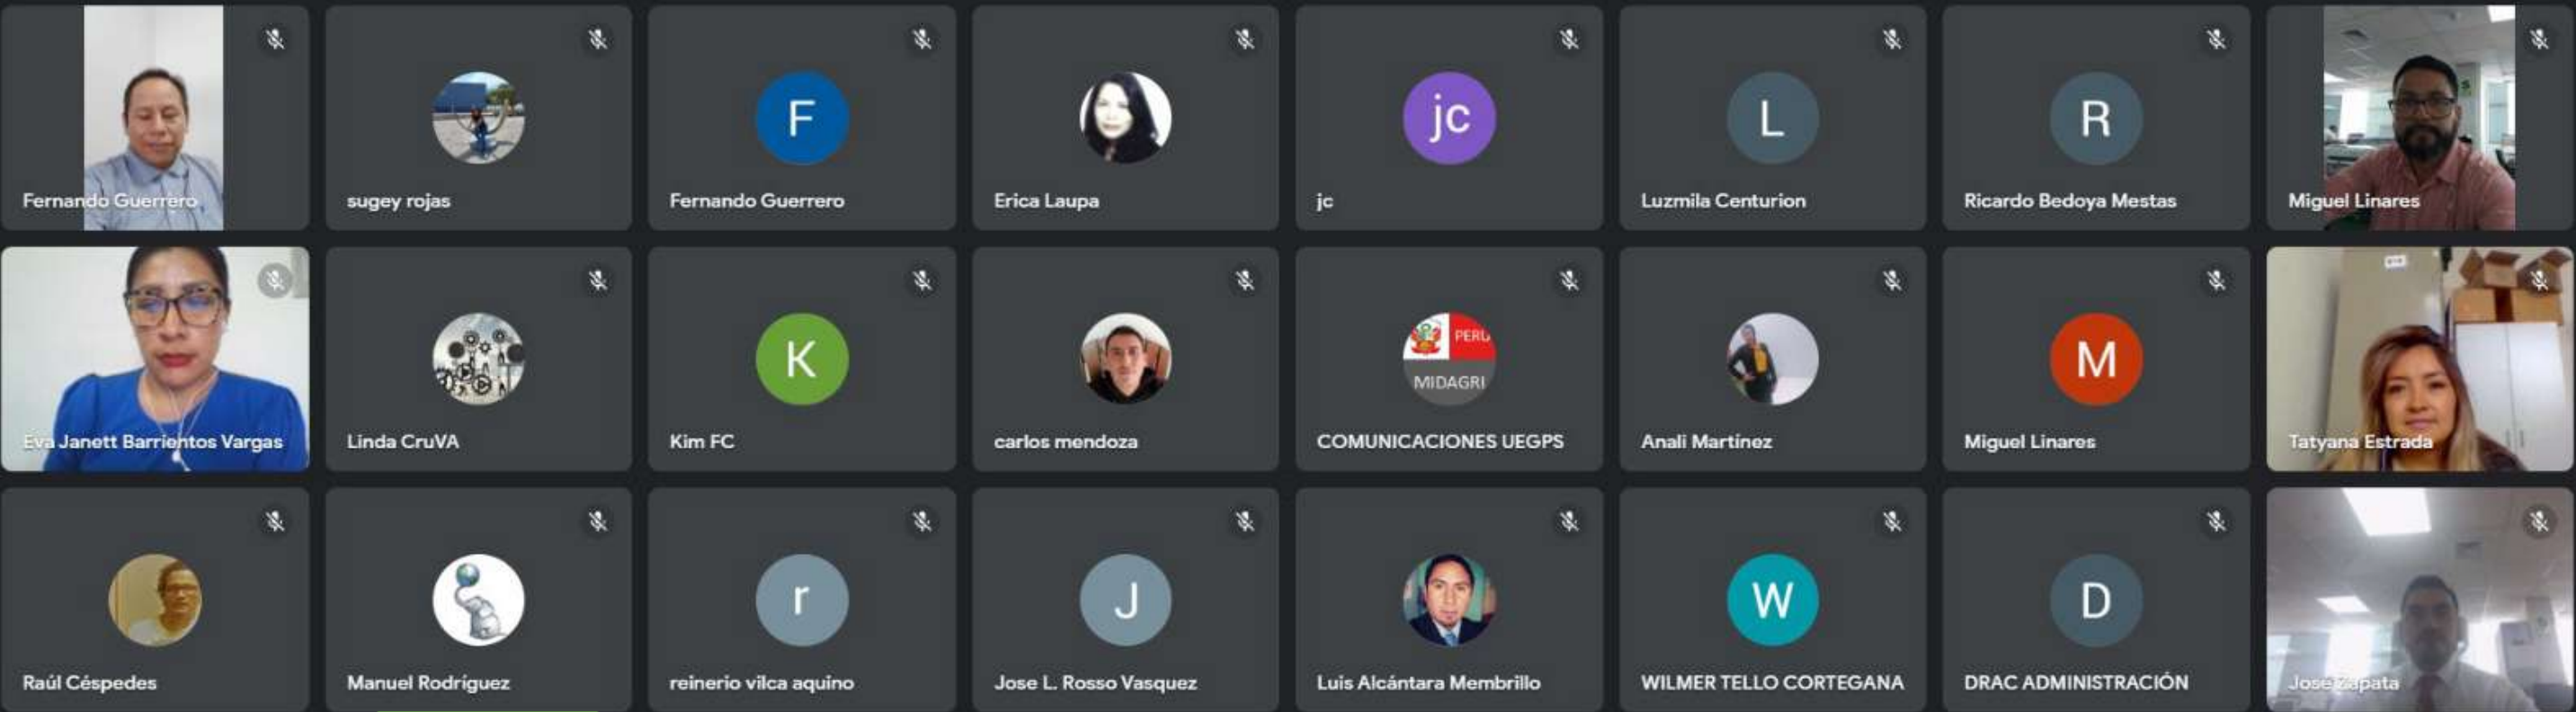 Fernando Guerrero
sugey rojas
F
Fernando Guerrero
Erica Laupa
jc
jc
L
Luzmila Centurion
R
Ricardo Bedoya Mestas
Miguel Linares
Eva Janett Barrientos Vargas
Linda CruVA
K
Kim FC
carlos mendoza
PERÚ
MIDAGRI
COMUNICACIONES UEGPS
Anali Martínez
M
Miguel Linares
Tatyana Estrada
Raúl Céspedes
Manuel Rodríguez
r
reinerio vilca aquino
J
Jose L. Rosso Vasquez
Luis Alcántara Membrillo
W
WILMER TELLO CORTEGANA
D
DRAC ADMINISTRACIÓN
Jose Zapata